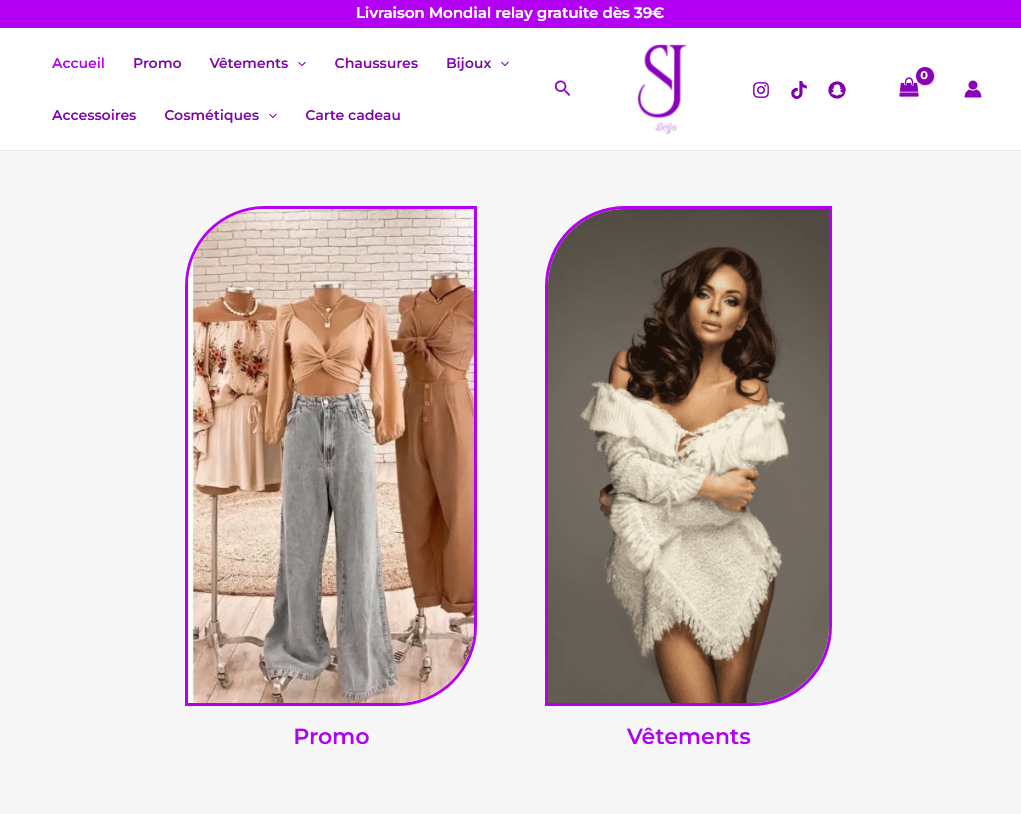 Livraison Mondial relay gratuite dès 39€
Accueil Promo Vêtements Chaussures Bijoux
Accessoires Cosmétiques Carte cadeau
SJ
0
Promo
Vêtements